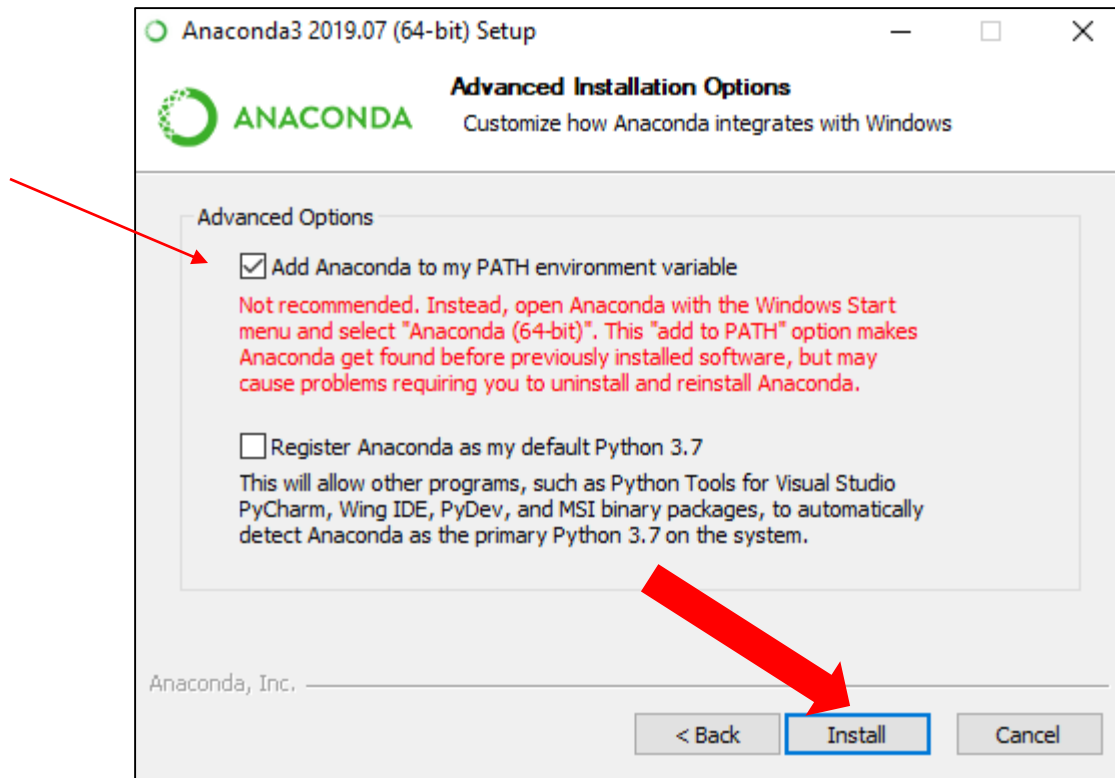 Anaconda3 2019.07 (64-bit) Setup
ANACONDA
Advanced Installation Options
Customize how Anaconda integrates with Windows
Advanced Options
Add Anaconda to my PATH environment variable
Not recommended. Instead, open Anaconda with the Windows Start
menu and select "Anaconda (64-bit)". This "add to PATH" option makes
Anaconda get found before previously installed software, but may
cause problems requiring you to uninstall and reinstall Anaconda.
Register Anaconda as my default Python 3.7
This will allow other programs, such as Python Tools for Visual Studio
PyCharm, Wing IDE, PyDev, and MSI binary packages, to automatically
detect Anaconda as the primary Python 3.7 on the system.
Anaconda, Inc.
< Back Install Cancel